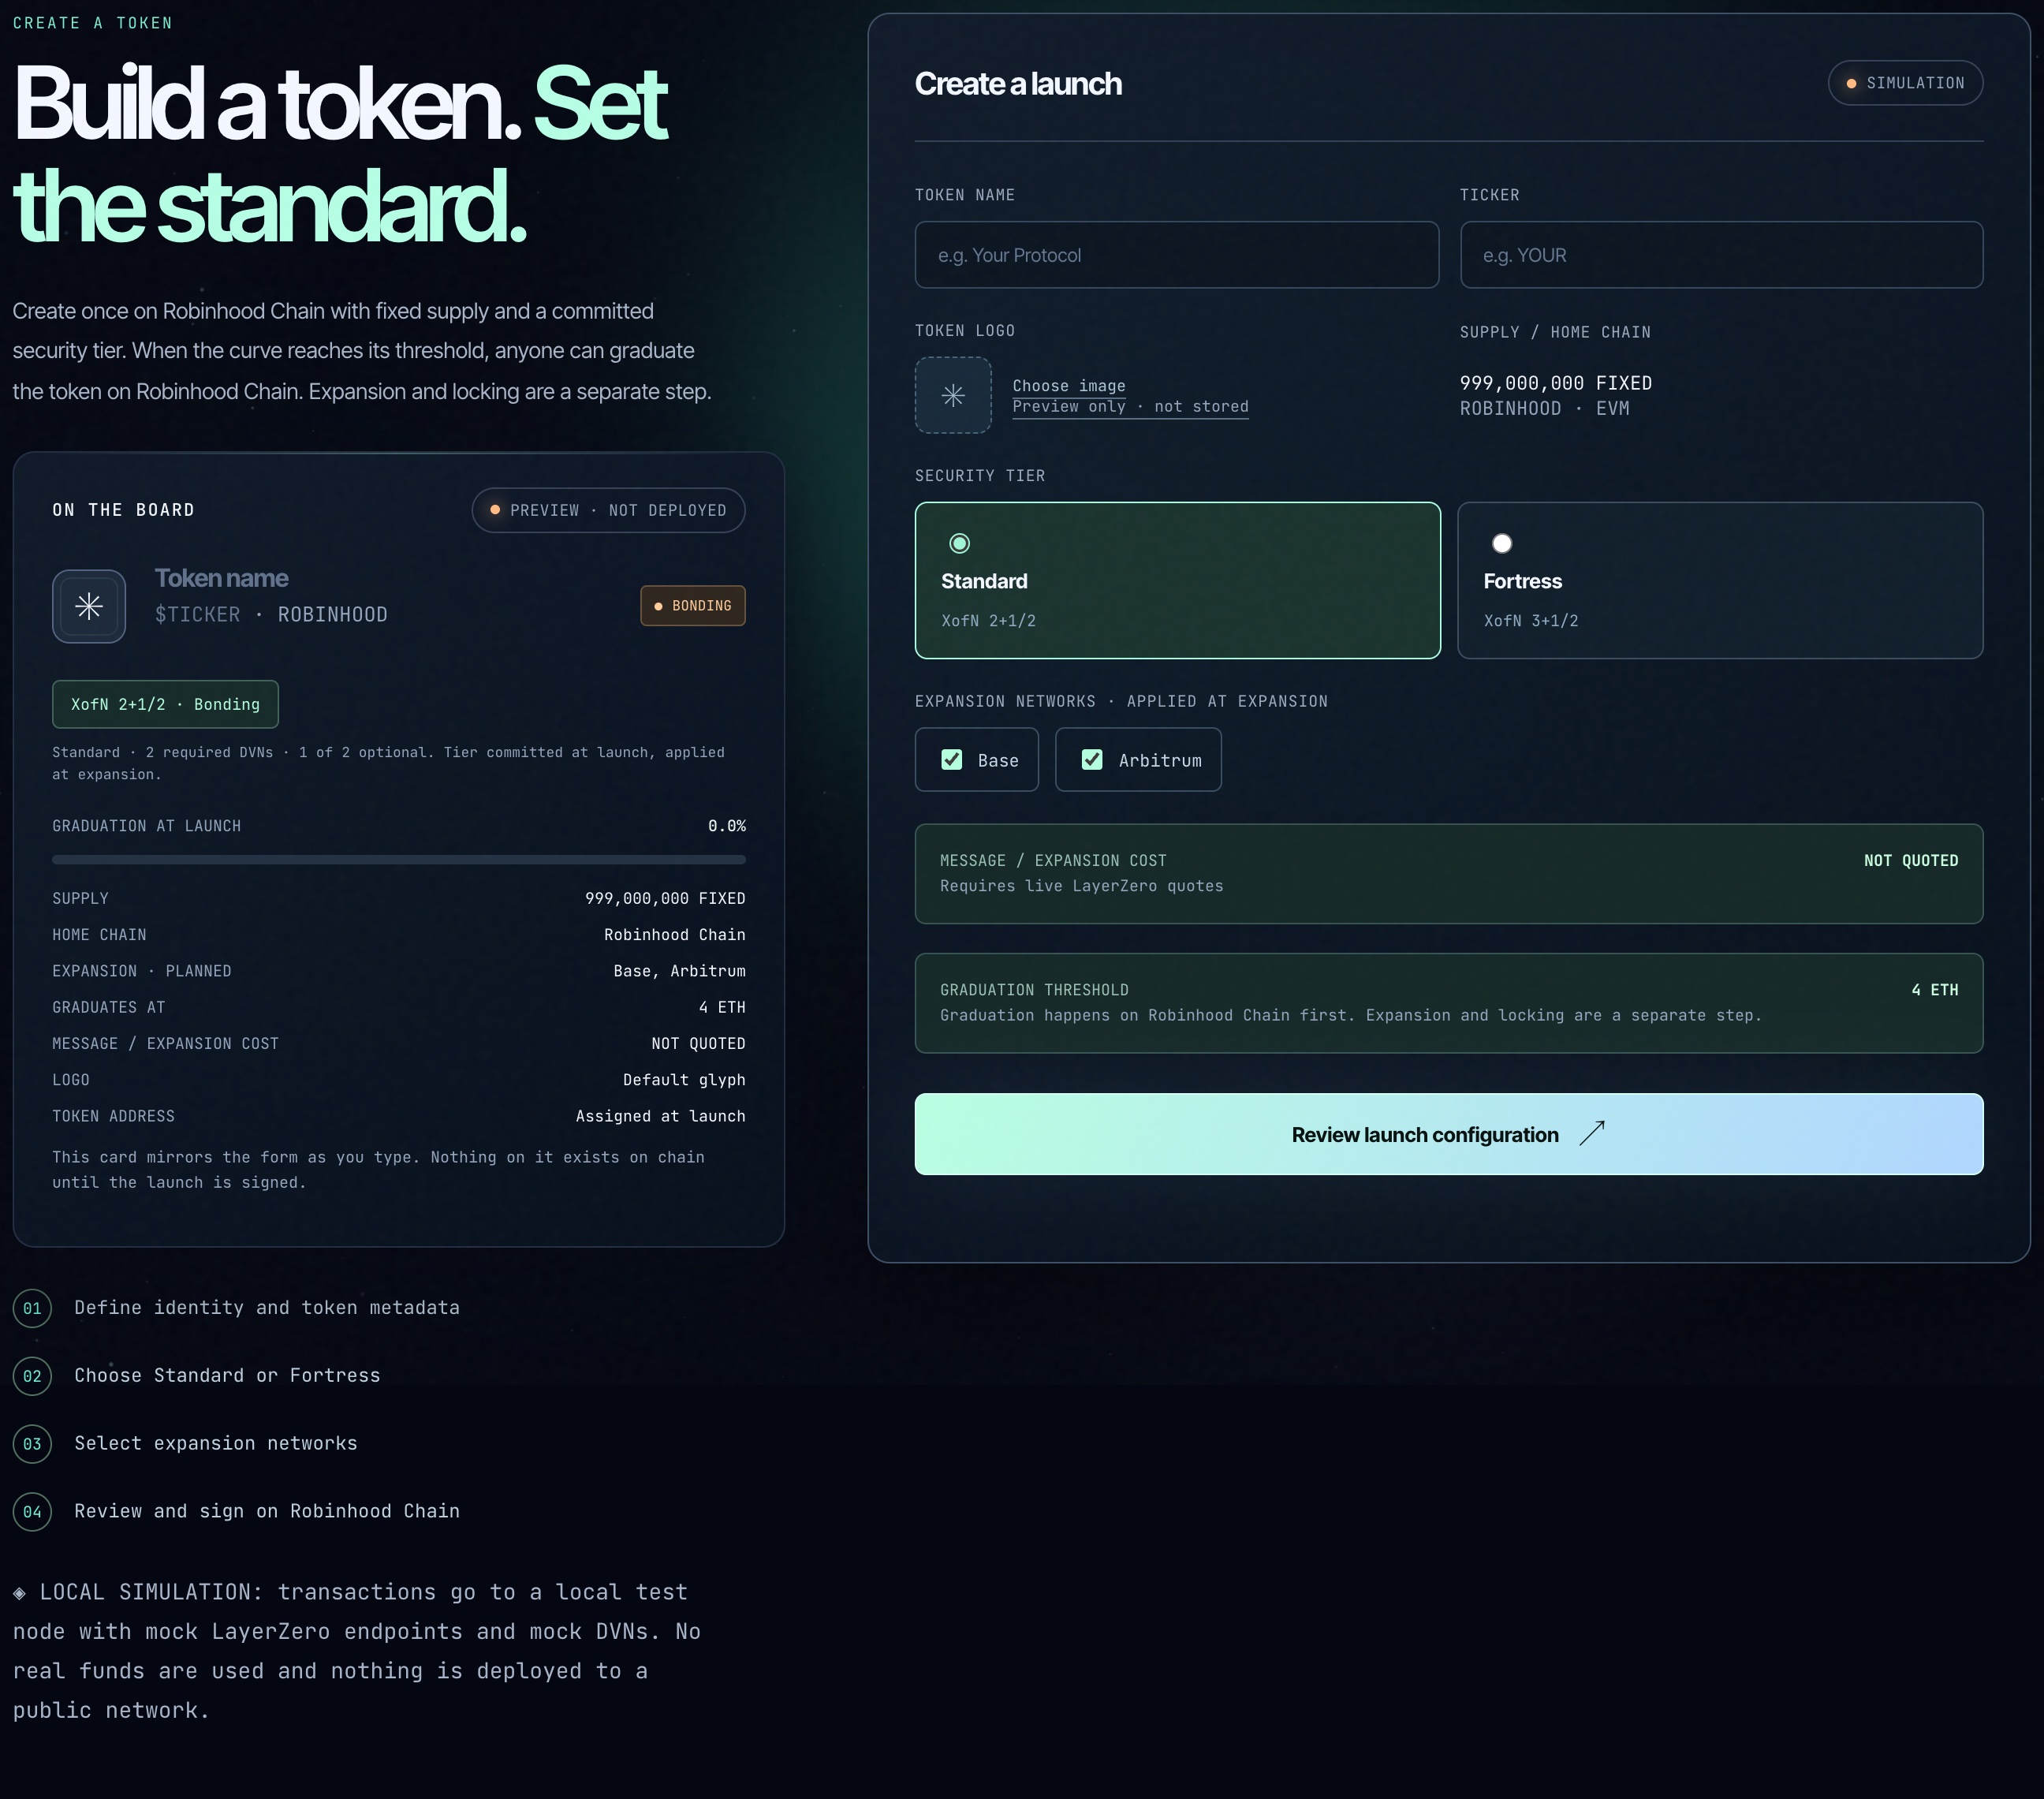 CREATE A TOKEN
Build a token. Set
the standard.
Create once on Robinhood Chain with fixed supply and a committed
security tier. When the curve reaches its threshold, anyone can graduate
the token on Robinhood Chain. Expansion and locking are a separate step.
ON THE BOARD
PREVIEW · NOT DEPLOYED
Token name
$TICKER · ROBINHOOD
BONDING
XofN 2+1/2 · Bonding
Standard · 2 required DVNs · 1 of 2 optional. Tier committed at launch, applied
at expansion.
GRADUATION AT LAUNCH 0.0%
SUPPLY 999,000,000 FIXED
HOME CHAIN Robinhood Chain
EXPANSION · PLANNED Base, Arbitrum
GRADUATES AT 4 ETH
MESSAGE / EXPANSION COST NOT QUOTED
LOGO Default glyph
TOKEN ADDRESS Assigned at launch
This card mirrors the form as you type. Nothing on it exists on chain
until the launch is signed.
01 Define identity and token metadata
02 Choose Standard or Fortress
03 Select expansion networks
04 Review and sign on Robinhood Chain
◈ LOCAL SIMULATION: transactions go to a local test
node with mock LayerZero endpoints and mock DVNs. No
real funds are used and nothing is deployed to a
public network.
Create a launch
SIMULATION
TOKEN NAME
e.g. Your Protocol
TICKER
e.g. YOUR
TOKEN LOGO
Choose image
Preview only · not stored
SUPPLY / HOME CHAIN
999,000,000 FIXED
ROBINHOOD · EVM
SECURITY TIER
Standard
XofN 2+1/2
Fortress
XofN 3+1/2
EXPANSION NETWORKS · APPLIED AT EXPANSION
Base
Arbitrum
MESSAGE / EXPANSION COST NOT QUOTED
Requires live LayerZero quotes
GRADUATION THRESHOLD 4 ETH
Graduation happens on Robinhood Chain first. Expansion and locking are a separate step.
Review launch configuration